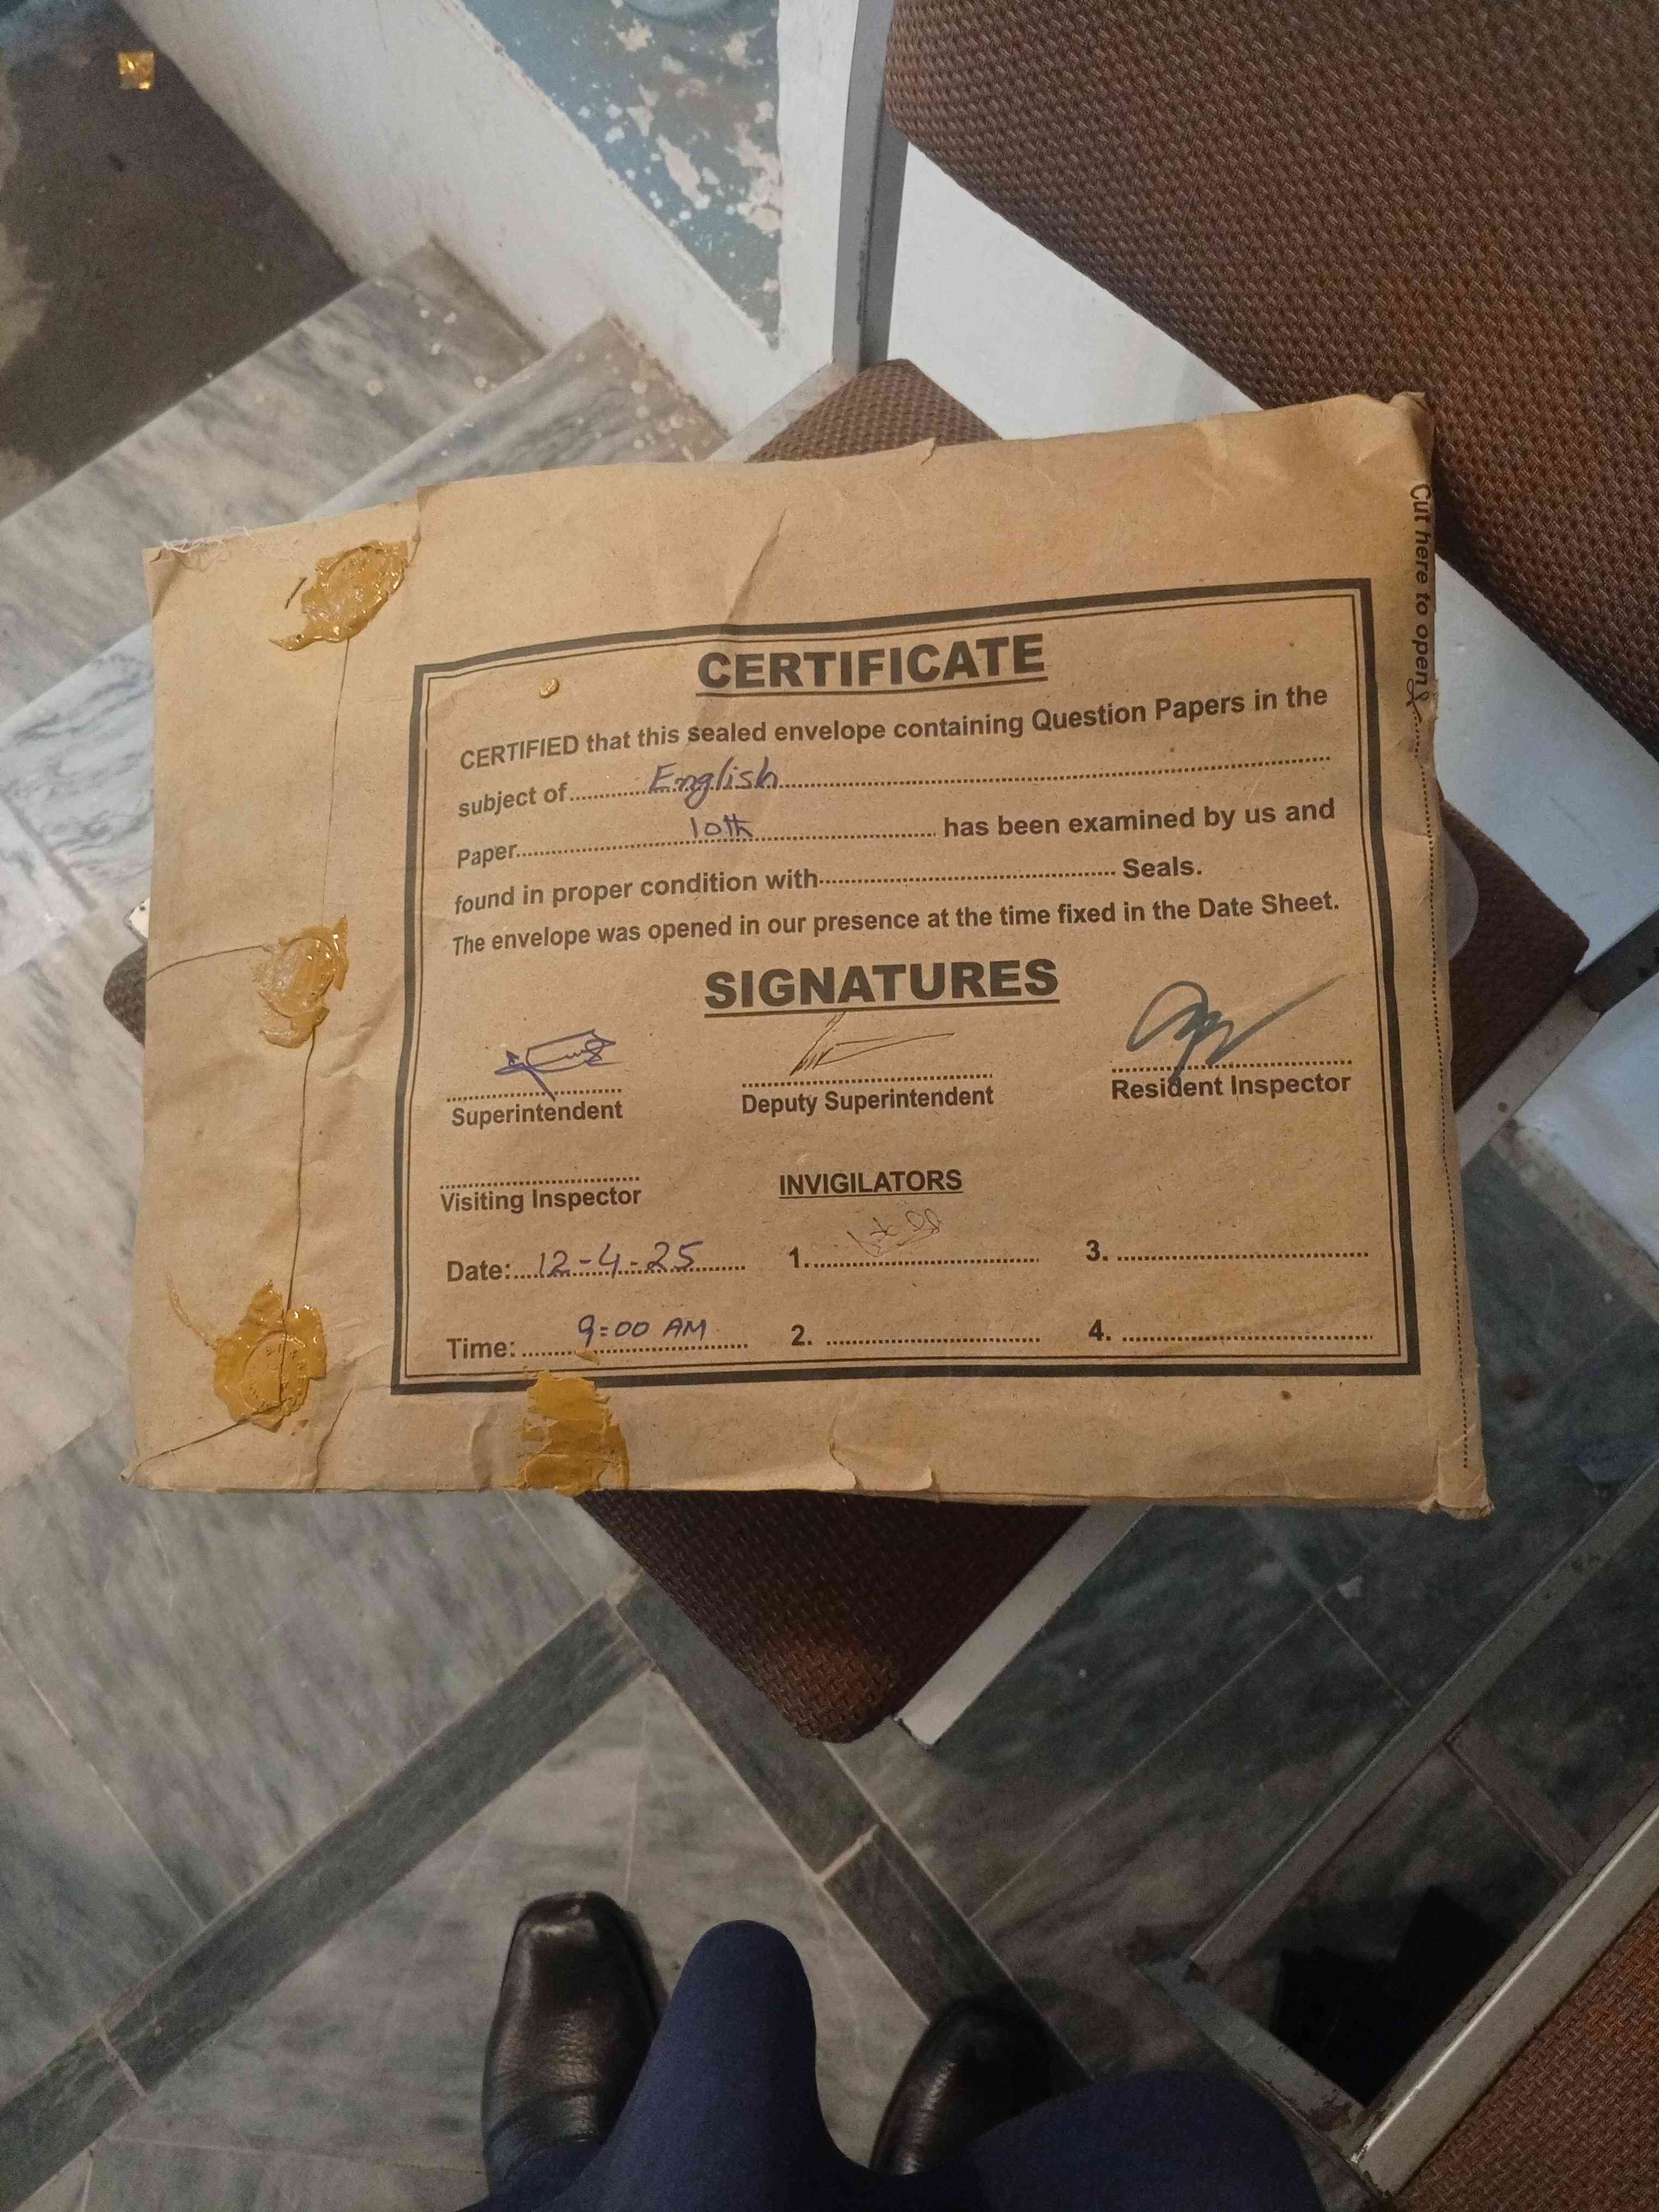 CERTIFICATE
CERTIFIED that this sealed envelope containing Question Papers in the
subject of English
Paper 10th has been examined by us and
found in proper condition with Seals.
The envelope was opened in our presence at the time fixed in the Date Sheet.
SIGNATURES
Superintendent Deputy Superintendent Resident Inspector
Visiting Inspector INVIGILATORS
Date: 12-4-25 1. 3.
Time: 9:00 AM 2. 4.
Cut here to open